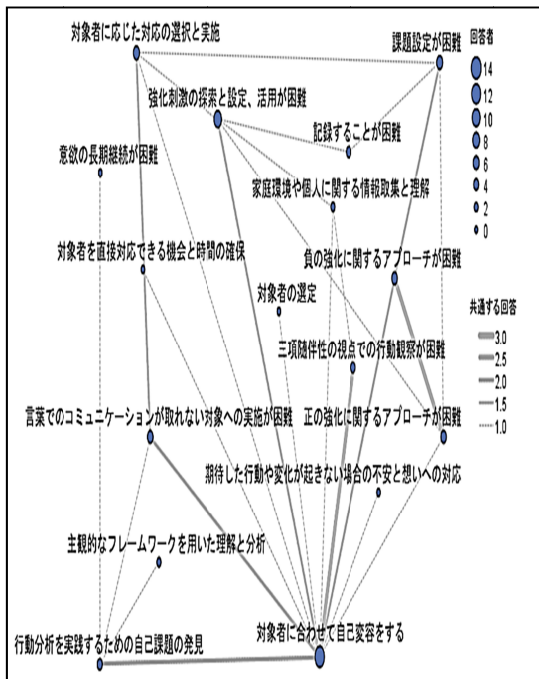 対象者に応じた対応の選択と実施
課題設定が困難
強化刺激の探索と設定、活用が困難
記録することが困難
意欲の長期継続が困難
家庭環境や個人に関する情報取集と理解
対象者を直接対応できる機会と時間の確保
負の強化に関するアプローチが困難
対象者の選定
三項随伴性の視点での行動観察が困難
言葉でのコミュニケーションが取れない対象への実施が困難
正の強化に関するアプローチが困難
期待した行動や変化が起きない場合の不安と想いへの対応
主観的なフレームワークを用いた理解と分析
対象者に合わせて自己変容をする
行動分析を実践するための自己課題の発見
回答者
14
12
10
8
6
4
2
0
共通する回答
3.0
2.5
2.0
1.5
1.0